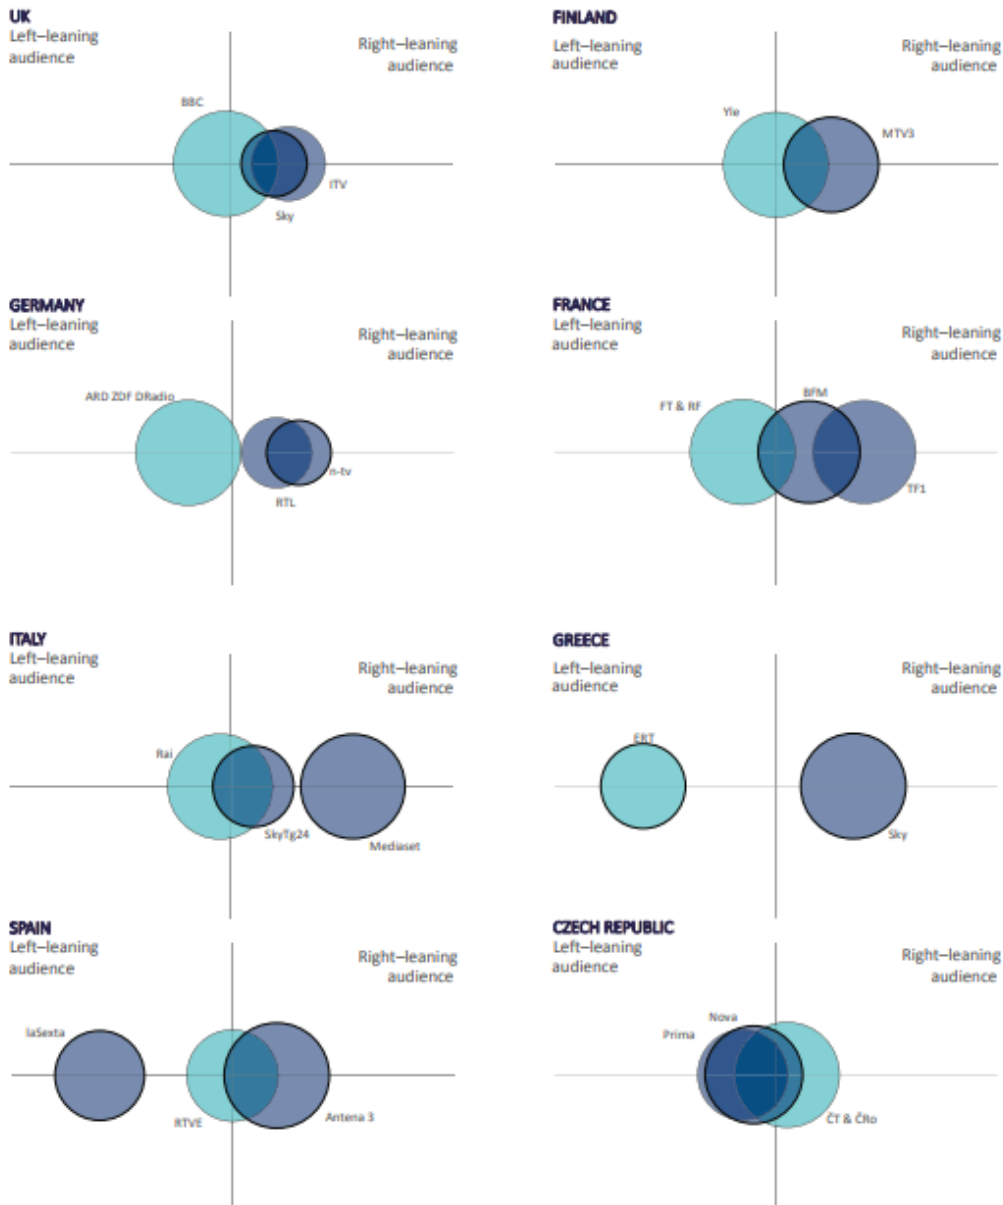 UK
Left–leaning
audience
Right–leaning
audience
BBC
ITV
Sky
FINLAND
Left–leaning
audience
Right–leaning
audience
Yle
MTV3
GERMANY
Left–leaning
audience
Right–leaning
audience
ARD ZDF DRadio
n-tv
RTL
FRANCE
Left–leaning
audience
Right–leaning
audience
FT & RF
BFM
TF1
ITALY
Left–leaning
audience
Right–leaning
audience
Rai
SkyTg24
Mediaset
GREECE
Left–leaning
audience
Right–leaning
audience
ERT
Sky
SPAIN
Left–leaning
audience
Right–leaning
audience
laSexta
RTVE
Antena 3
CZECH REPUBLIC
Left–leaning
audience
Right–leaning
audience
Nova
Prima
ČT & ČRo